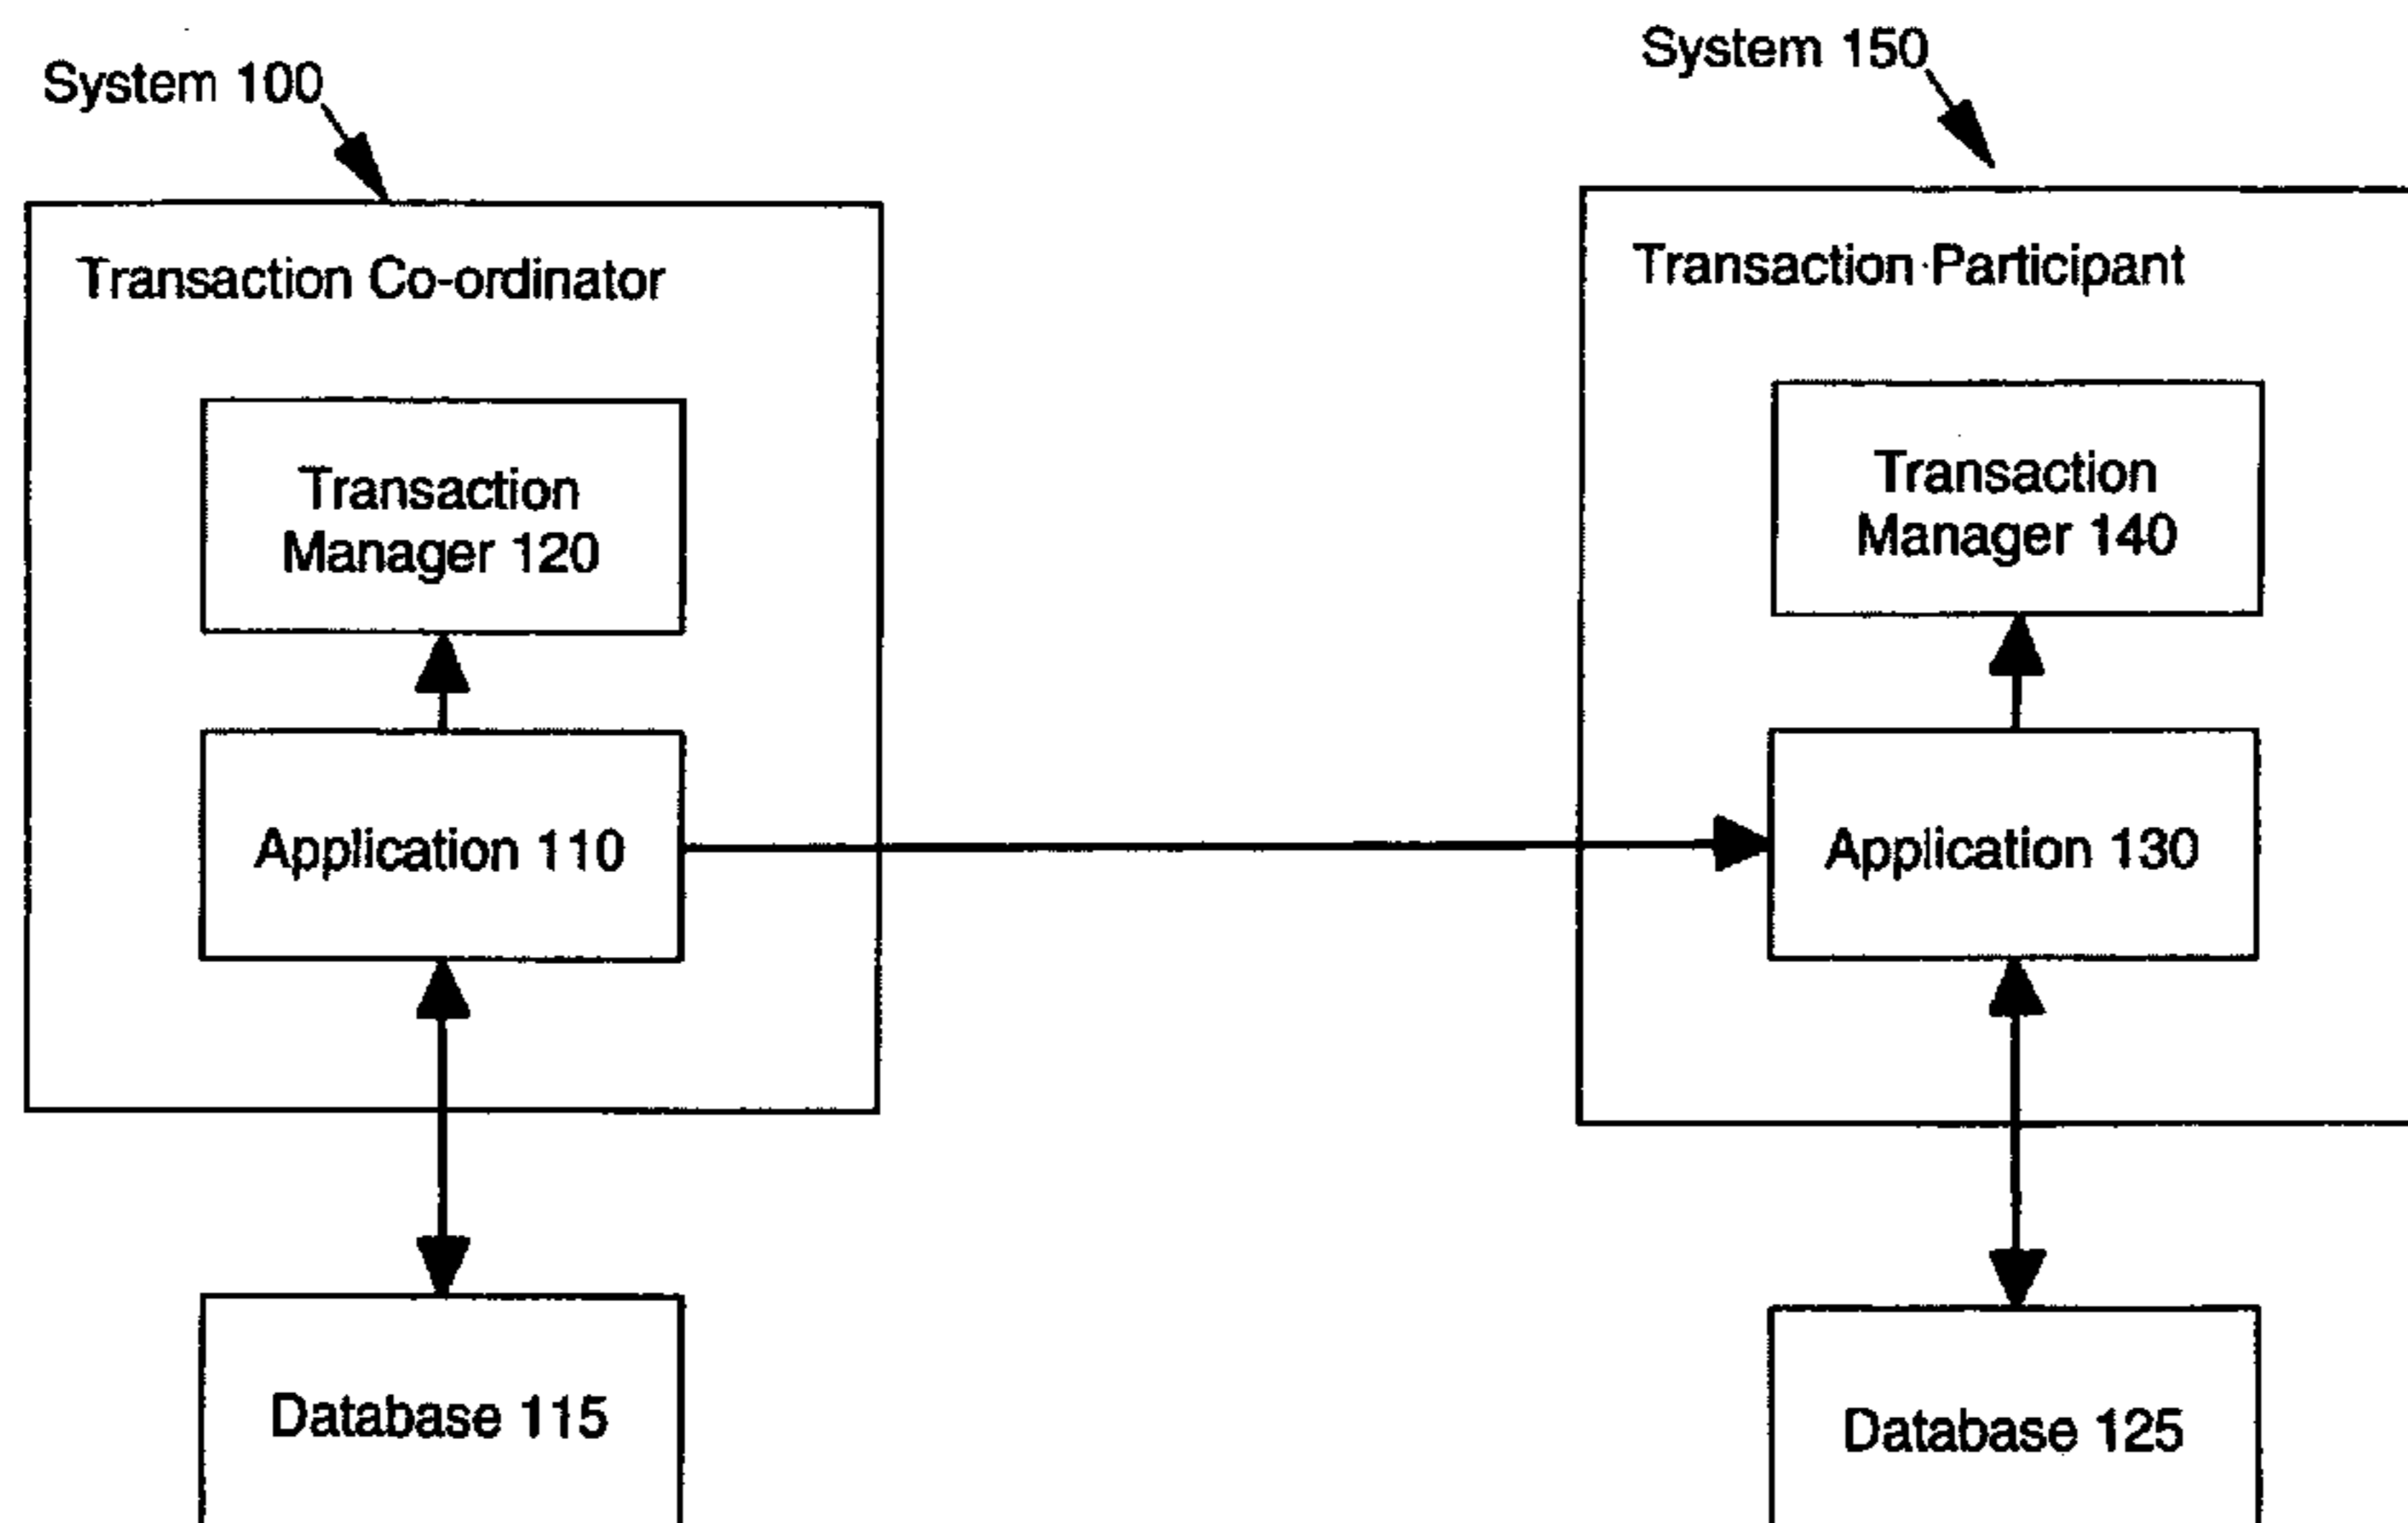 System 100
System 150
Transaction Co-ordinator
Transaction Participant
Transaction
Manager 120
Transaction
Manager 140
Application 110
Application 130
Database 115
Database 125